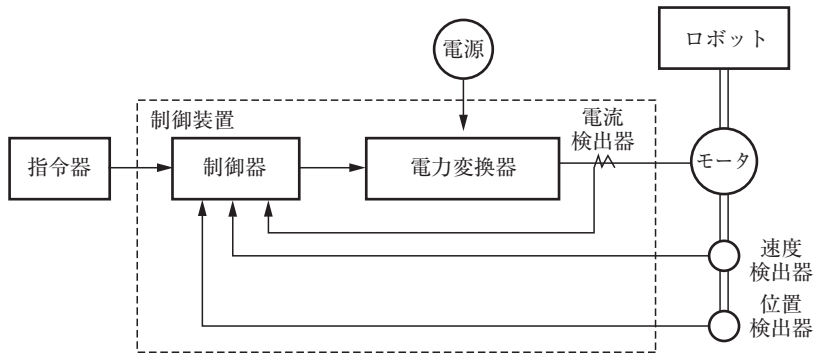 電源
ロボット
制御装置
電流
検出器
指令器
制御器
電力変換器
モータ
速度
検出器
位置
検出器